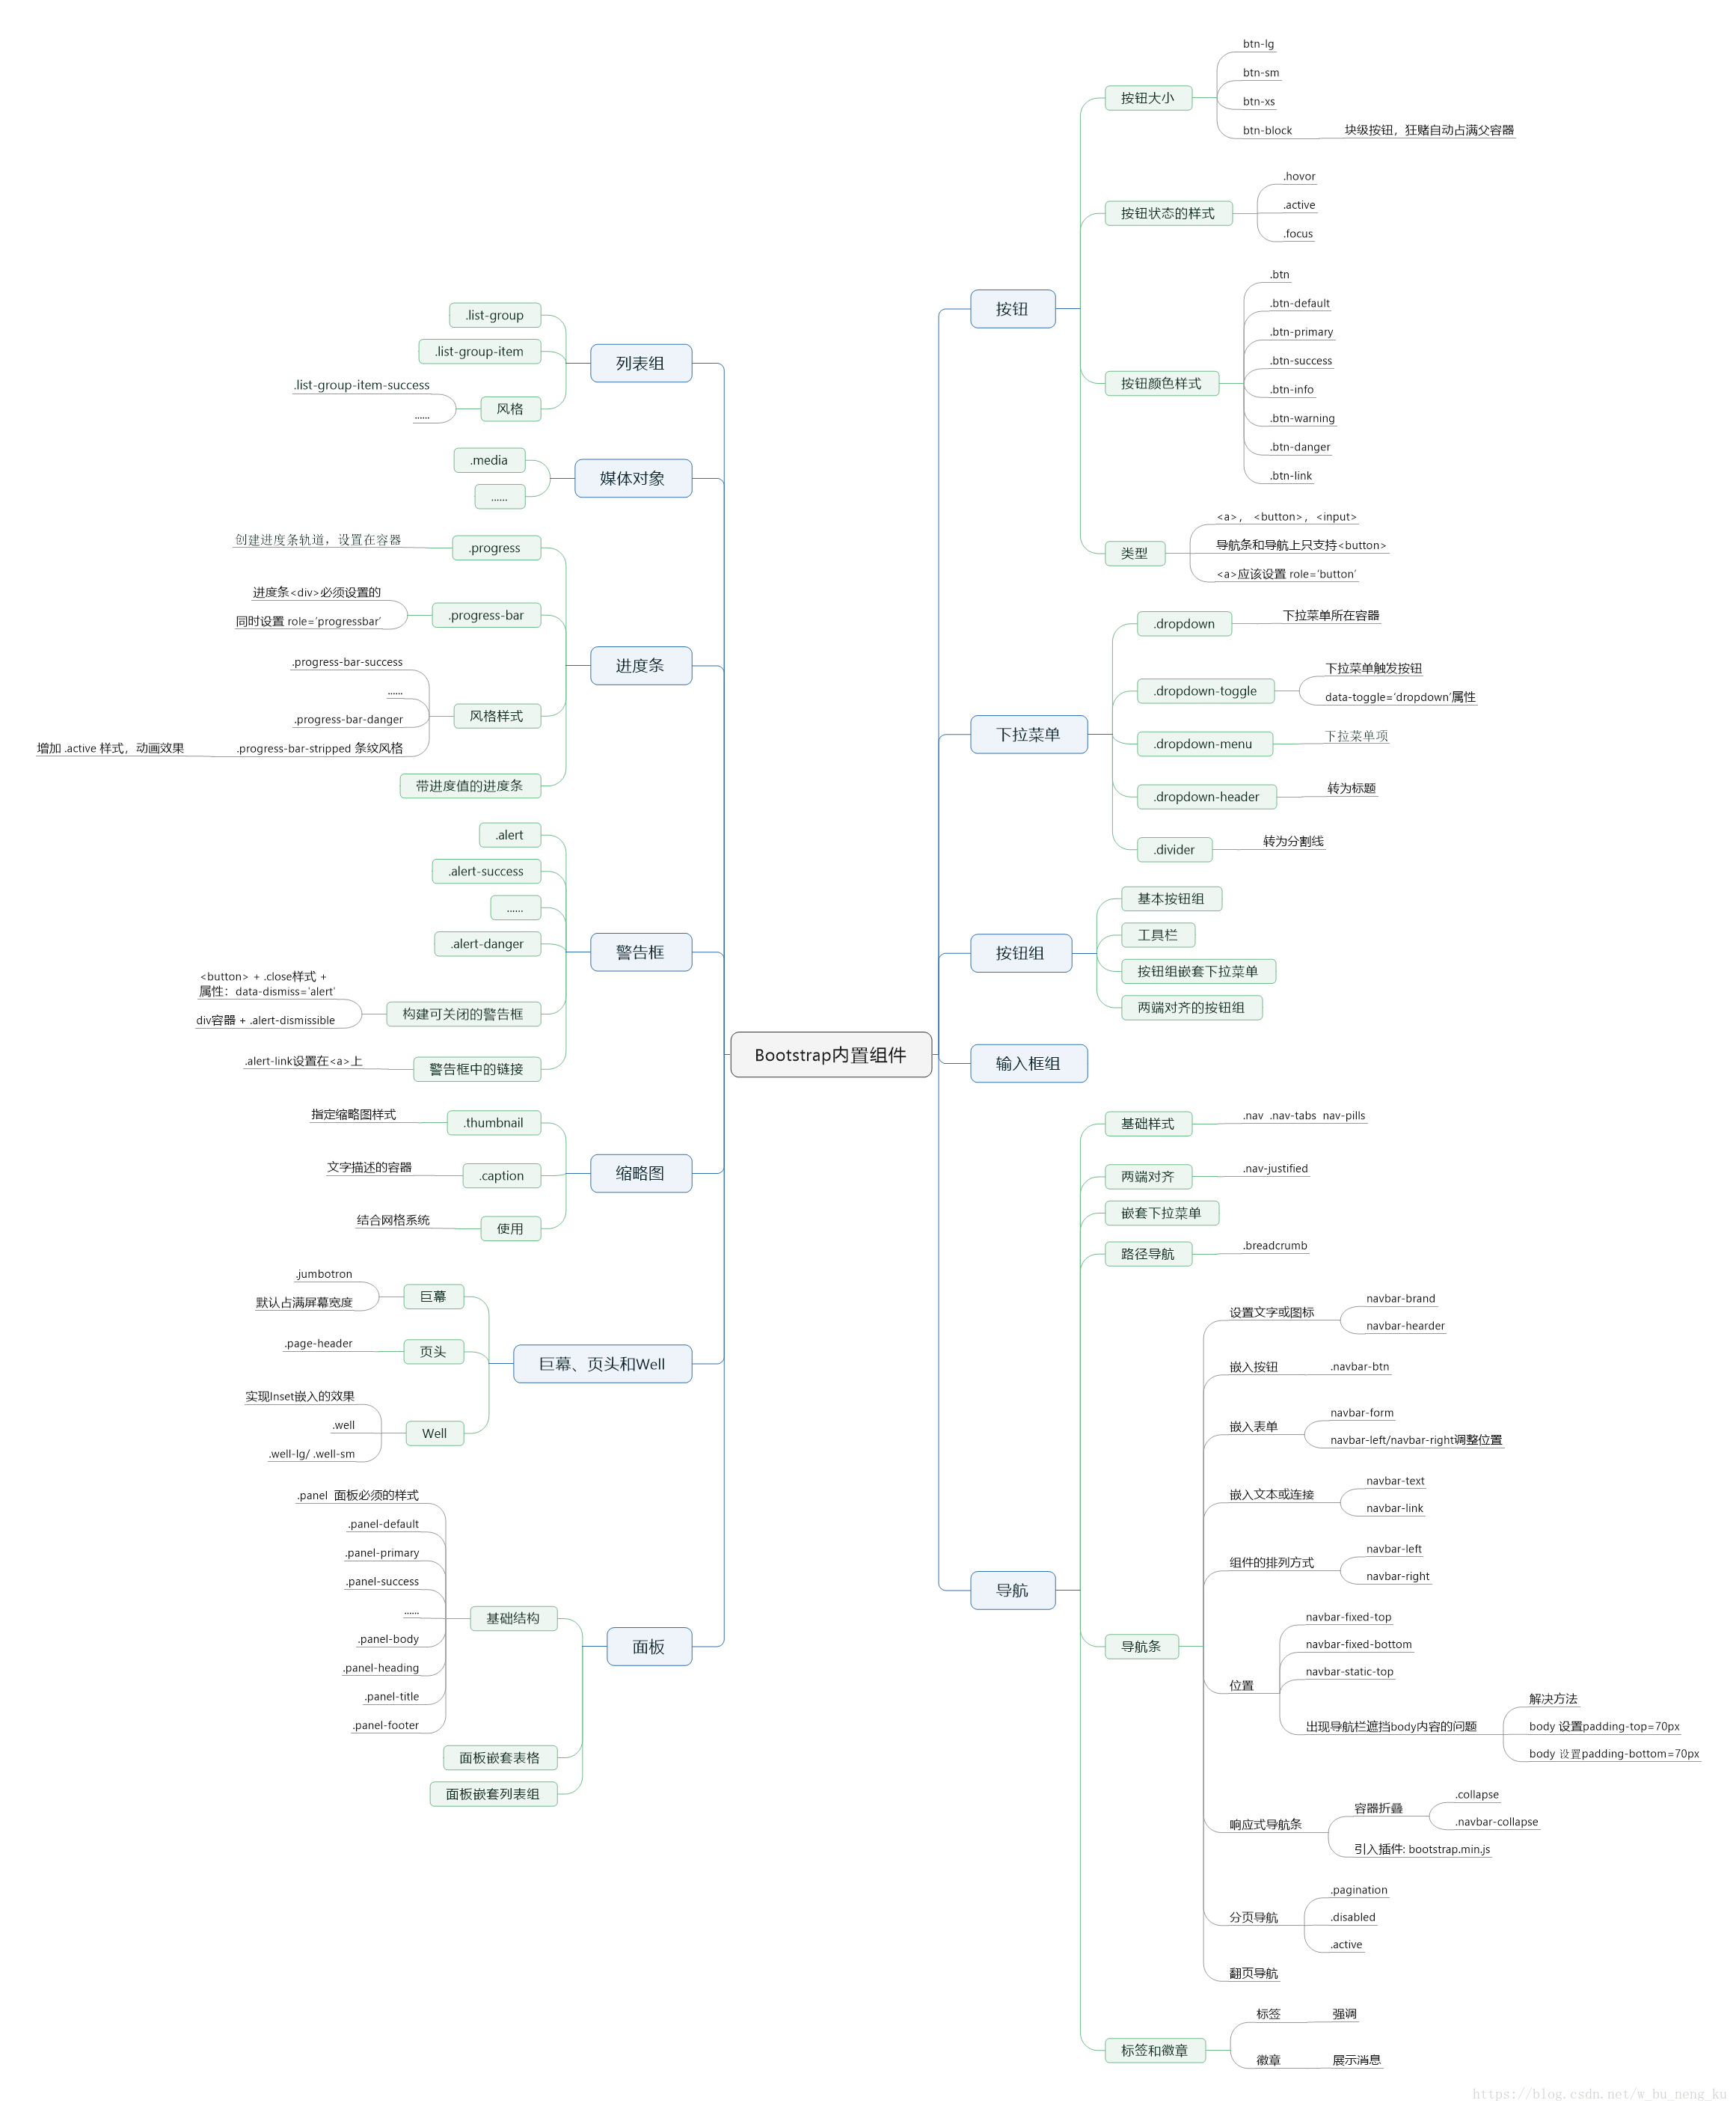 Bootstrap内置组件
按钮
按钮大小
btn-lg
btn-sm
btn-xs
btn-block
块级按钮，狂赌自动占满父容器
按钮状态的样式
.hovor
.active
.focus
按钮颜色样式
.btn
.btn-default
.btn-primary
.btn-success
.btn-info
.btn-warning
.btn-danger
.btn-link
类型
<a>， <button>，<input>
导航条和导航上只支持<button>
<a>应该设置 role='button'
下拉菜单
.dropdown
下拉菜单所在容器
.dropdown-toggle
下拉菜单触发按钮
data-toggle='dropdown'属性
.dropdown-menu
下拉菜单项
.dropdown-header
转为标题
.divider
转为分割线
按钮组
基本按钮组
工具栏
按钮组嵌套下拉菜单
两端对齐的按钮组
输入框组
导航
基础样式
.nav .nav-tabs nav-pills
两端对齐
.nav-justified
嵌套下拉菜单
路径导航
.breadcrumb
导航条
设置文字或图标
navbar-brand
navbar-hearder
嵌入按钮
.navbar-btn
嵌入表单
navbar-form
navbar-left/navbar-right调整位置
嵌入文本或连接
navbar-text
navbar-link
组件的排列方式
navbar-left
navbar-right
位置
navbar-fixed-top
navbar-fixed-bottom
navbar-static-top
出现导航栏遮挡body内容的问题
解决方法
body 设置padding-top=70px
body 设置padding-bottom=70px
响应式导航条
容器折叠
.collapse
.navbar-collapse
引入插件: bootstrap.min.js
分页导航
.pagination
.disabled
.active
翻页导航
标签和徽章
标签
强调
徽章
展示消息
列表组
.list-group
.list-group-item
风格
.list-group-item-success
......
媒体对象
.media
......
进度条
.progress
创建进度条轨道，设置在容器
.progress-bar
进度条<div>必须设置的
同时设置 role='progressbar'
风格样式
.progress-bar-success
......
.progress-bar-danger
.progress-bar-stripped 条纹风格
增加 .active 样式，动画效果
带进度值的进度条
警告框
.alert
.alert-success
......
.alert-danger
构建可关闭的警告框
<button> + .close样式 +
属性：data-dismiss='alert'
div容器 + .alert-dismissible
警告框中的链接
.alert-link设置在<a>上
缩略图
.thumbnail
指定缩略图样式
.caption
文字描述的容器
使用
结合网格系统
巨幕、页头和Well
巨幕
.jumbotron
默认占满屏幕宽度
页头
.page-header
Well
实现Inset嵌入的效果
.well
.well-lg/ .well-sm
面板
基础结构
.panel 面板必须的样式
.panel-default
.panel-primary
.panel-success
......
.panel-body
.panel-heading
.panel-title
.panel-footer
面板嵌套表格
面板嵌套列表组
https://blog.csdn.net/w_bu_neng_ku